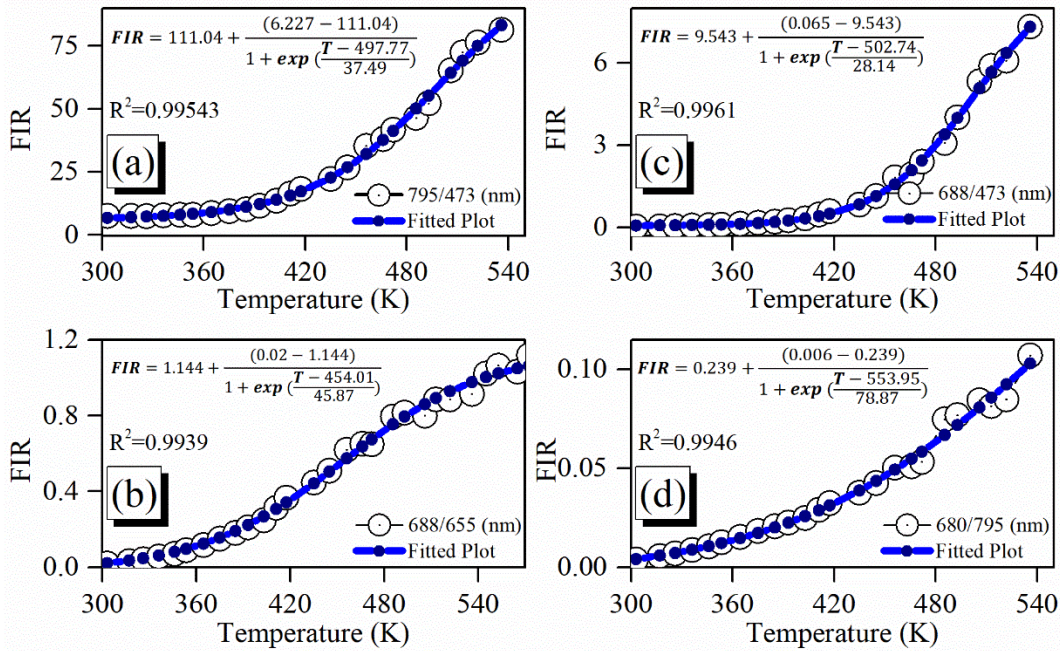 FIR = 111.04 + (6.227 − 111.04) / 1 + exp (T − 497.77 / 37.49)
R²=0.99543
(a)
795/473 (nm)
Fitted Plot
FIR
75
50
25
0
300 360 420 480 540
Temperature (K)
FIR = 9.543 + (0.065 − 9.543) / 1 + exp (T − 502.74 / 28.14)
R²=0.9961
(c)
688/473 (nm)
Fitted Plot
FIR
6
3
0
300 360 420 480 540
Temperature (K)
FIR = 1.144 + (0.02 − 1.144) / 1 + exp (T − 454.01 / 45.87)
R²=0.9939
(b)
688/655 (nm)
Fitted Plot
FIR
1.2
0.8
0.4
0.0
300 360 420 480 540
Temperature (K)
FIR = 0.239 + (0.006 − 0.239) / 1 + exp (T − 553.95 / 78.87)
R²=0.9946
(d)
680/795 (nm)
Fitted Plot
FIR
0.10
0.05
0.00
300 360 420 480 540
Temperature (K)